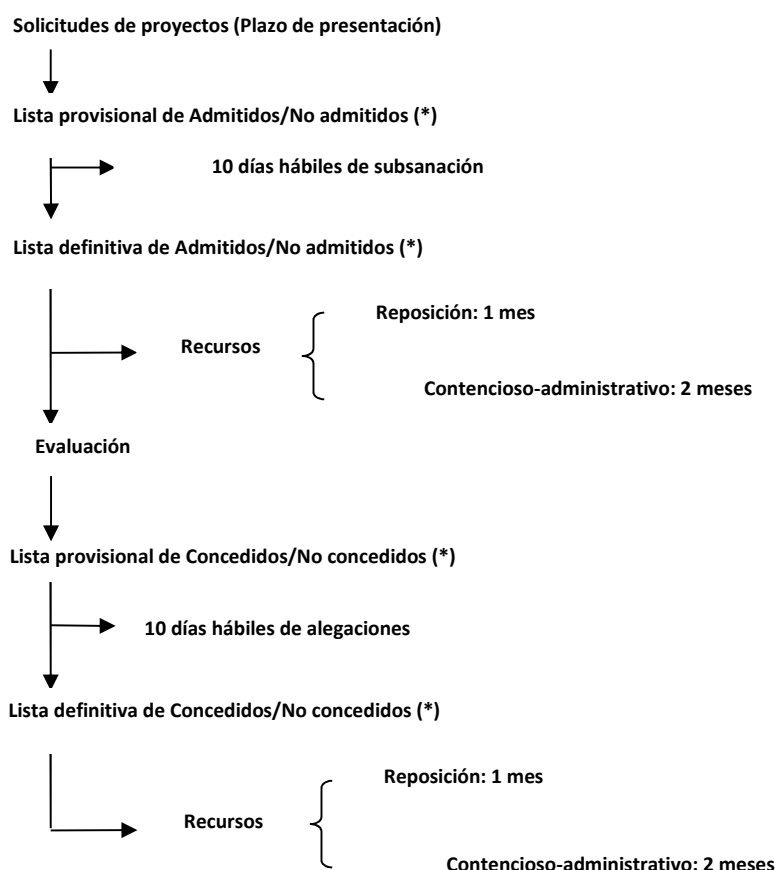 Solicitudes de proyectos (Plazo de presentación)
Lista provisional de Admitidos/No admitidos (*)
10 días hábiles de subsanación
Lista definitiva de Admitidos/No admitidos (*)
Reposición: 1 mes
Recursos
Contencioso-administrativo: 2 meses
Evaluación
Lista provisional de Concedidos/No concedidos (*)
10 días hábiles de alegaciones
Lista definitiva de Concedidos/No concedidos (*)
Reposición: 1 mes
Recursos
Contencioso-administrativo: 2 meses